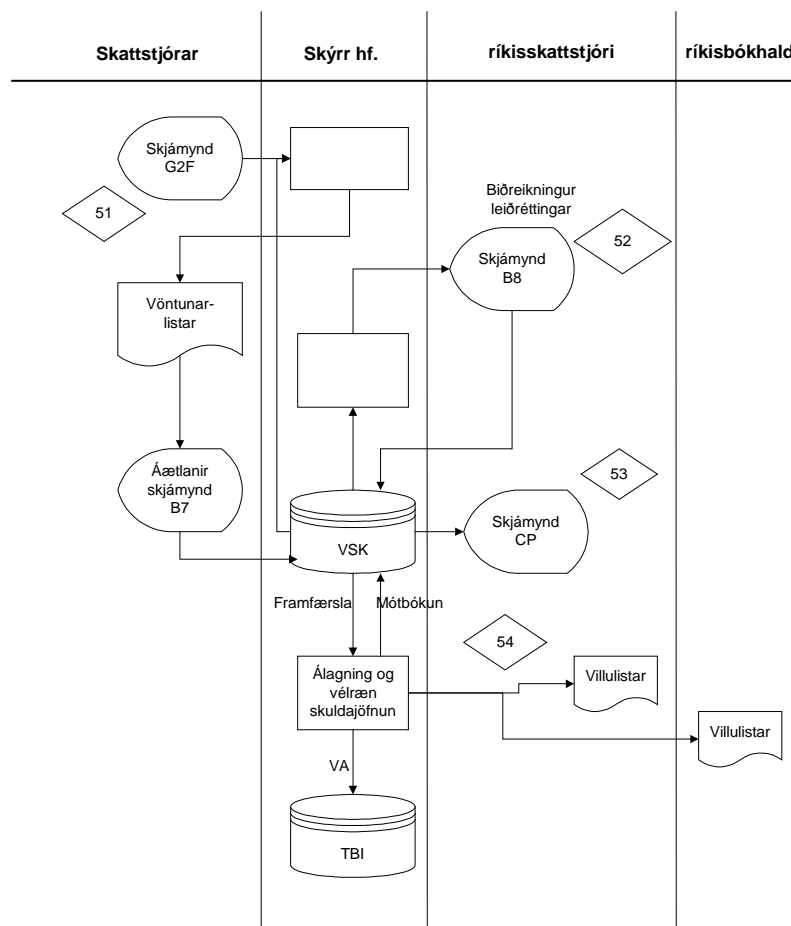 Skattstjórar
Skýrr hf.
ríkisskattstjóri
ríkisbókhald
Skjámynd
G2F
51
Biðreikningur
leiðréttingar
52
Skjámynd
B8
Vöntunar-
listar
Áætlanir
skjámynd
B7
53
VSK
Skjámynd
CP
Framfærsla
Mótbókun
54
Álagning og
vélræn
skuldajöfnun
Villulistar
Villulistar
VA
TBI